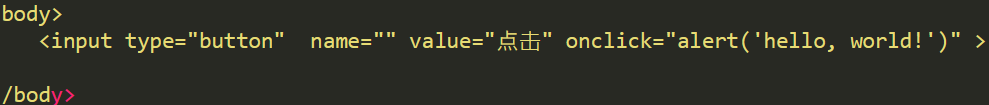 body>
<input type="button"  name="" value="点击" onclick="alert('hello, world!')" >
/body>